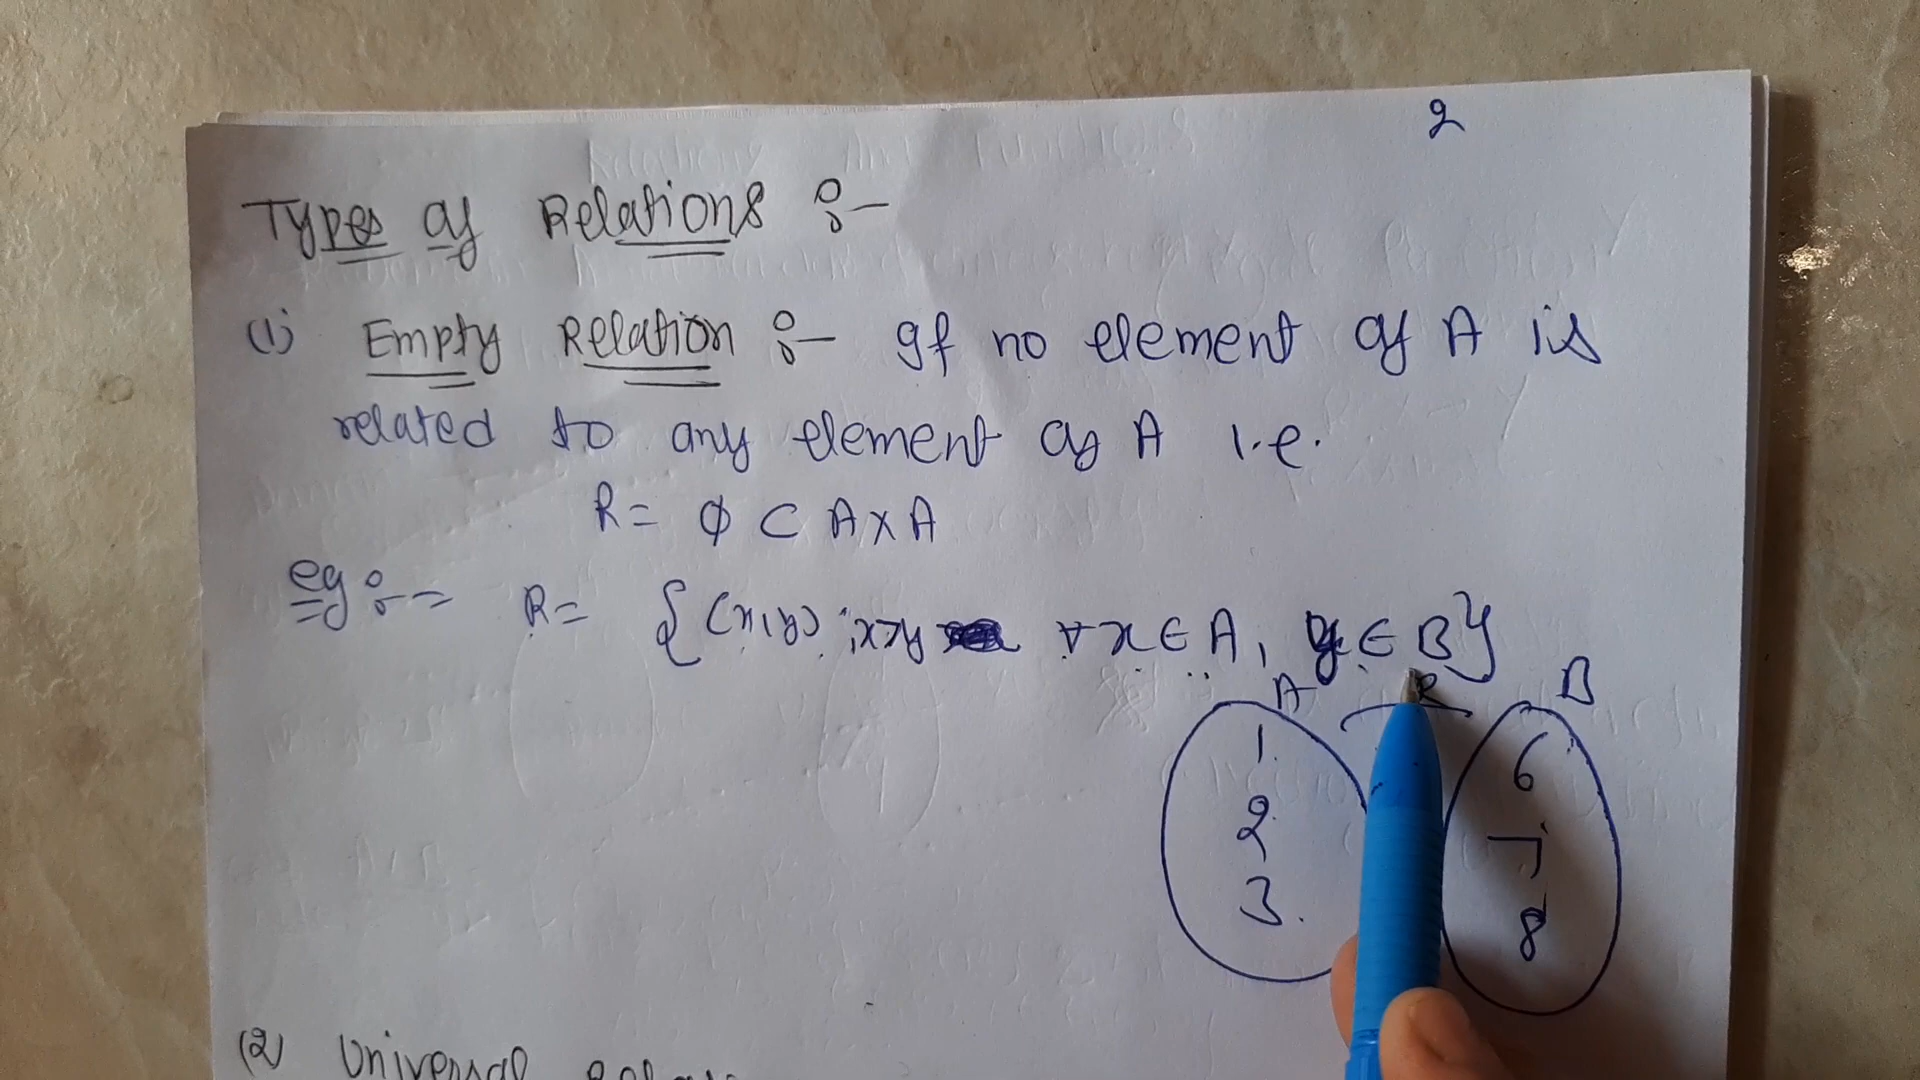 2
Types of Relations :-
(1) Empty Relation :- If no element of A is
related to any element of A i.e.
R = ϕ ⊂ A × A
eg :- R = {(x,y) ; y<x, ∀ x ∈ A, y ∈ B}
A R B
1 6
2 7
3 8
(2) Universal